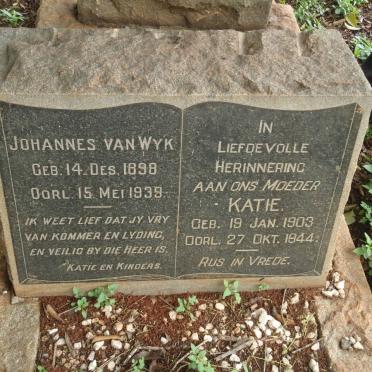 JOHANNES VAN WYK
GEB. 14. DES. 1898
OORL. 15. MEI 1939.
IK WEET LIEF DAT JY VRY
VAN KOMMER EN LYDING,
EN VEILIG BY DIE HEER IS.
KATIE EN KINDERS.
IN
LIEFDEVOLLE
HERINNERING
AAN ONS MOEDER
KATIE.
GEB. 19 JAN. 1903
OORL. 27 OKT. 1944.
RUS IN VREDE.